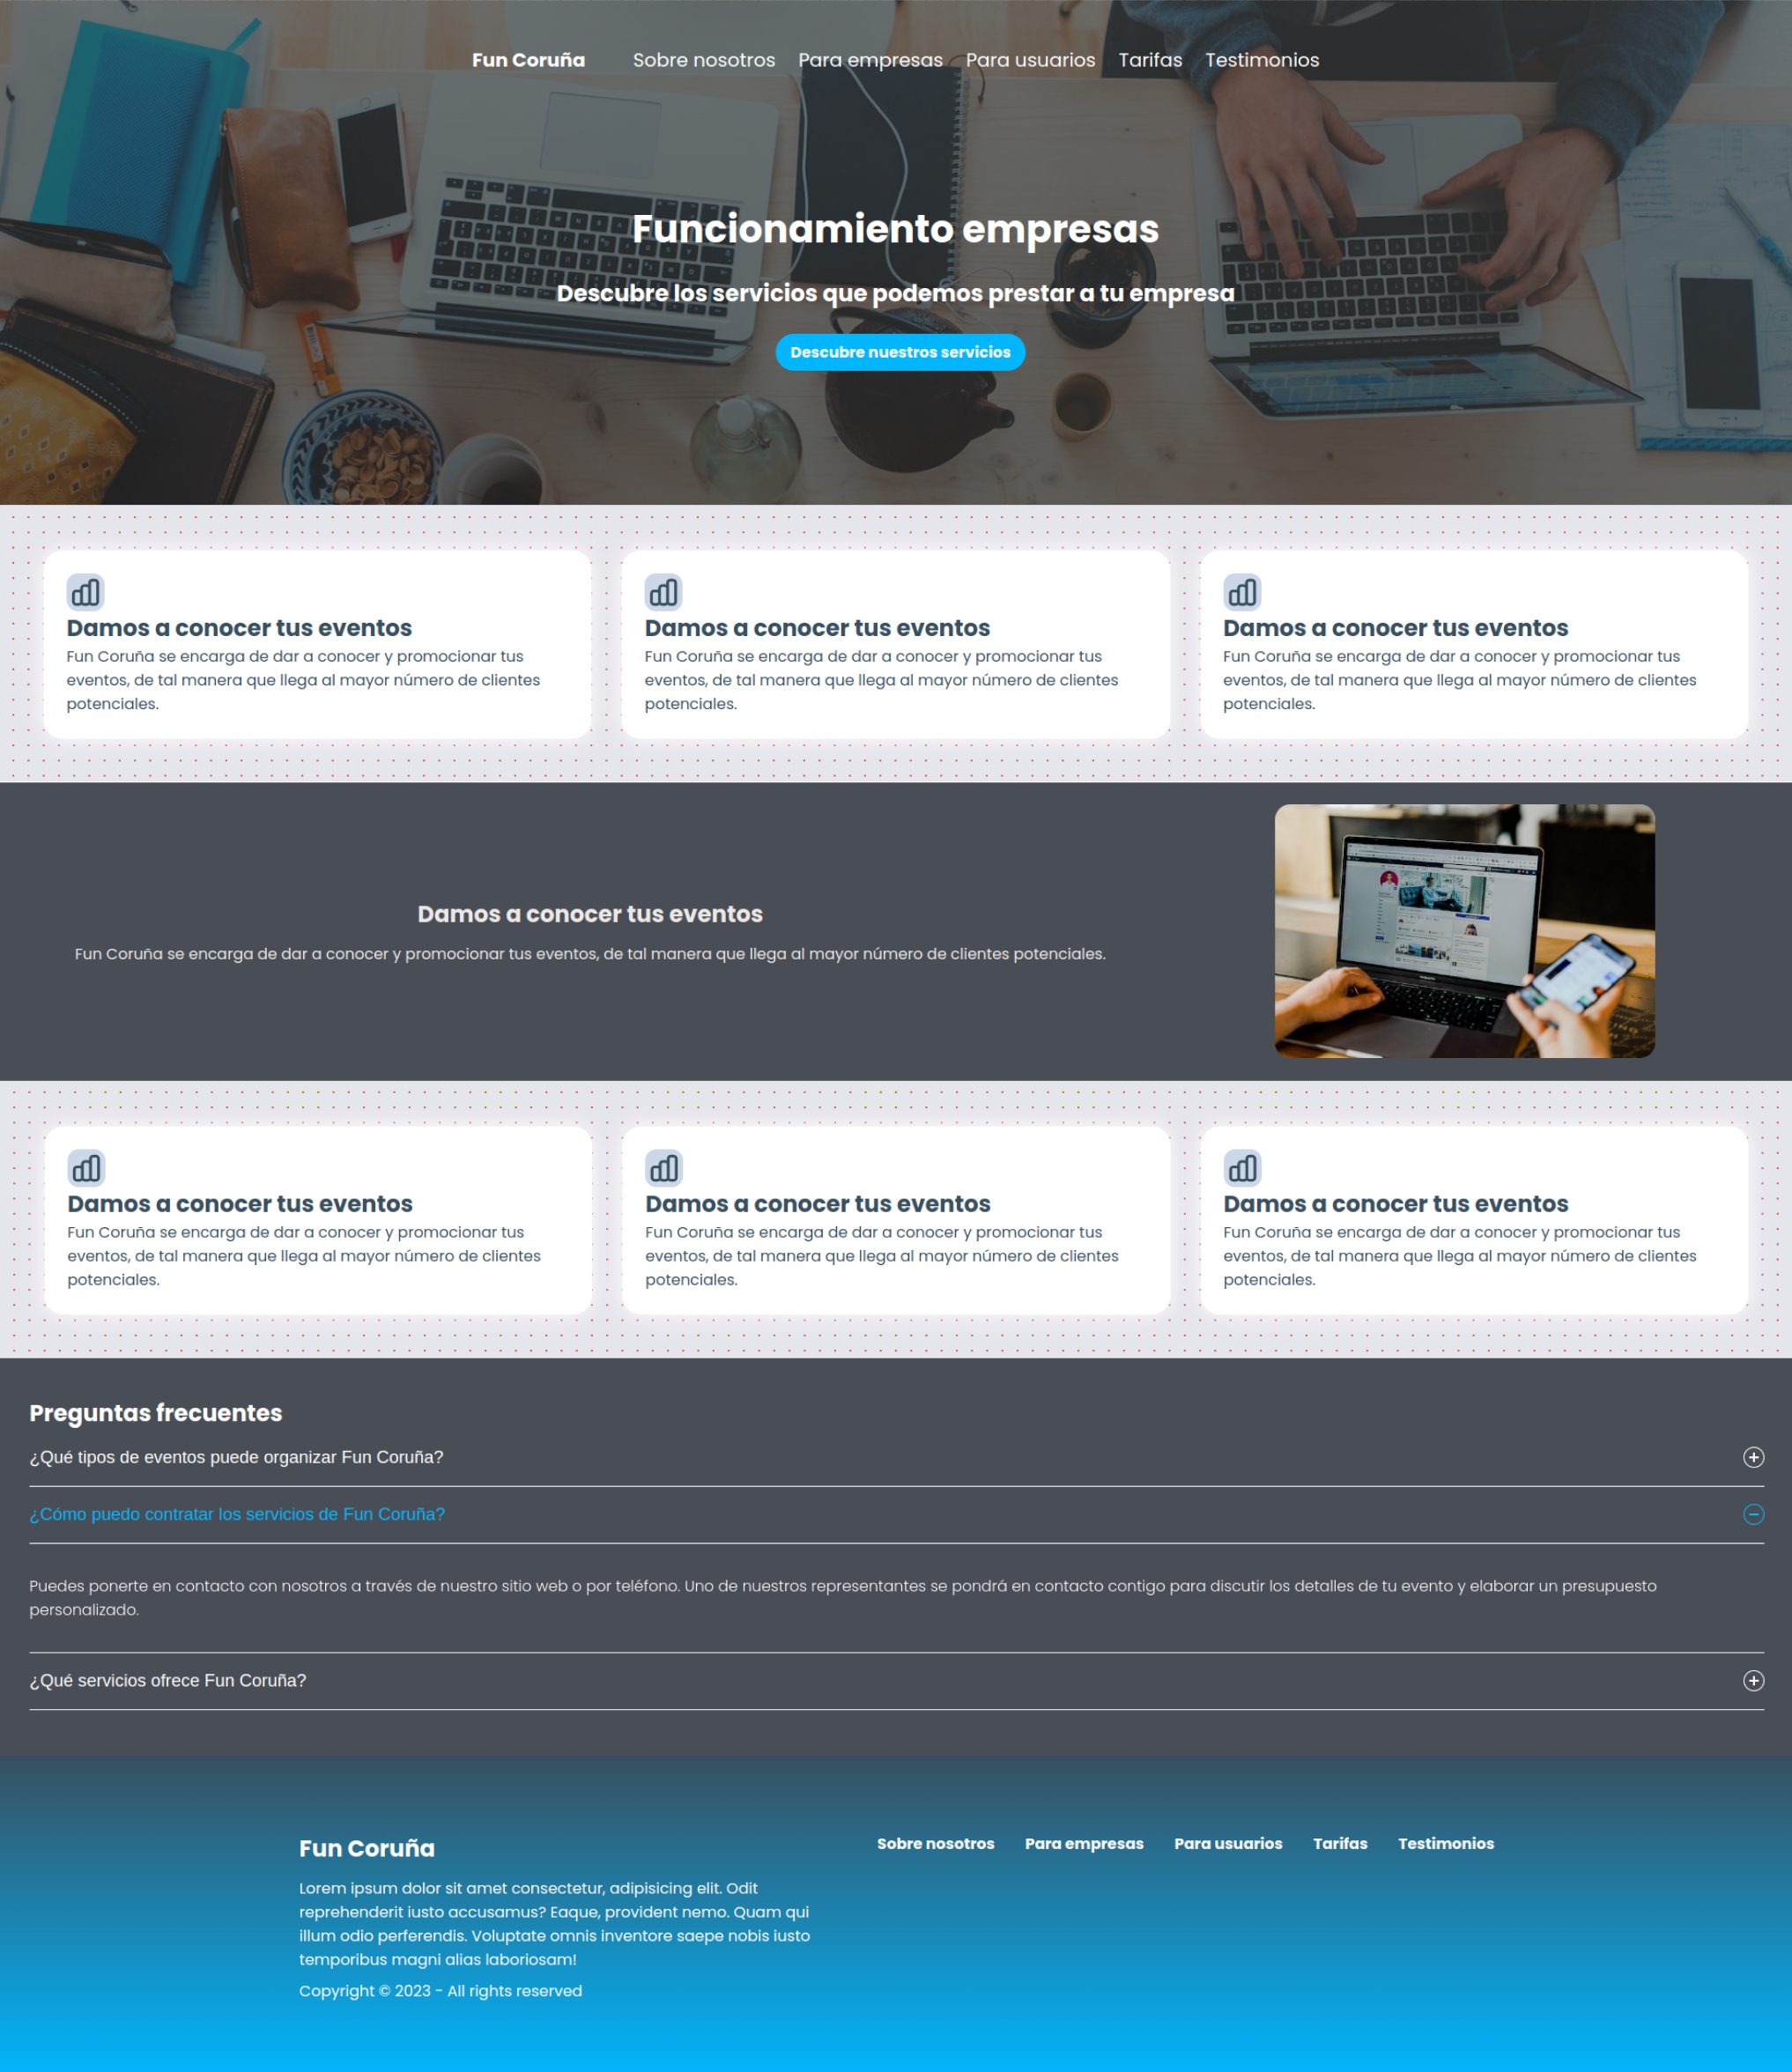 Fun Coruña Sobre nosotros Para empresas Para usuarios Tarifas Testimonios
Funcionamiento empresas
Descubre los servicios que podemos prestar a tu empresa
Descubre nuestros servicios
Damos a conocer tus eventos
Fun Coruña se encarga de dar a conocer y promocionar tus
eventos, de tal manera que llega al mayor número de clientes
potenciales.
Damos a conocer tus eventos
Fun Coruña se encarga de dar a conocer y promocionar tus
eventos, de tal manera que llega al mayor número de clientes
potenciales.
Damos a conocer tus eventos
Fun Coruña se encarga de dar a conocer y promocionar tus
eventos, de tal manera que llega al mayor número de clientes
potenciales.
Damos a conocer tus eventos
Fun Coruña se encarga de dar a conocer y promocionar tus eventos, de tal manera que llega al mayor número de clientes potenciales.
Damos a conocer tus eventos
Fun Coruña se encarga de dar a conocer y promocionar tus
eventos, de tal manera que llega al mayor número de clientes
potenciales.
Damos a conocer tus eventos
Fun Coruña se encarga de dar a conocer y promocionar tus
eventos, de tal manera que llega al mayor número de clientes
potenciales.
Damos a conocer tus eventos
Fun Coruña se encarga de dar a conocer y promocionar tus
eventos, de tal manera que llega al mayor número de clientes
potenciales.
Preguntas frecuentes
¿Qué tipos de eventos puede organizar Fun Coruña?
¿Cómo puedo contratar los servicios de Fun Coruña?
Puedes ponerte en contacto con nosotros a través de nuestro sitio web o por teléfono. Uno de nuestros representantes se pondrá en contacto contigo para discutir los detalles de tu evento y elaborar un presupuesto
personalizado.
¿Qué servicios ofrece Fun Coruña?
Fun Coruña
Lorem ipsum dolor sit amet consectetur, adipisicing elit. Odit
reprehenderit iusto accusamus? Eaque, provident nemo. Quam qui
illum odio perferendis. Voluptate omnis inventore saepe nobis iusto
temporibus magni alias laboriosam!
Copyright © 2023 - All rights reserved
Sobre nosotros Para empresas Para usuarios Tarifas Testimonios